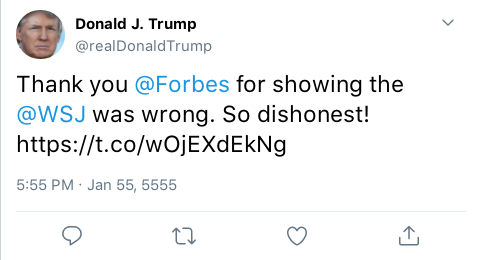 Donald J. Trump
@realDonaldTrump
Thank you @Forbes for showing the
@WSJ was wrong. So dishonest!
https://t.co/wOjEXdEkNg
5:55 PM · Jan 55, 5555